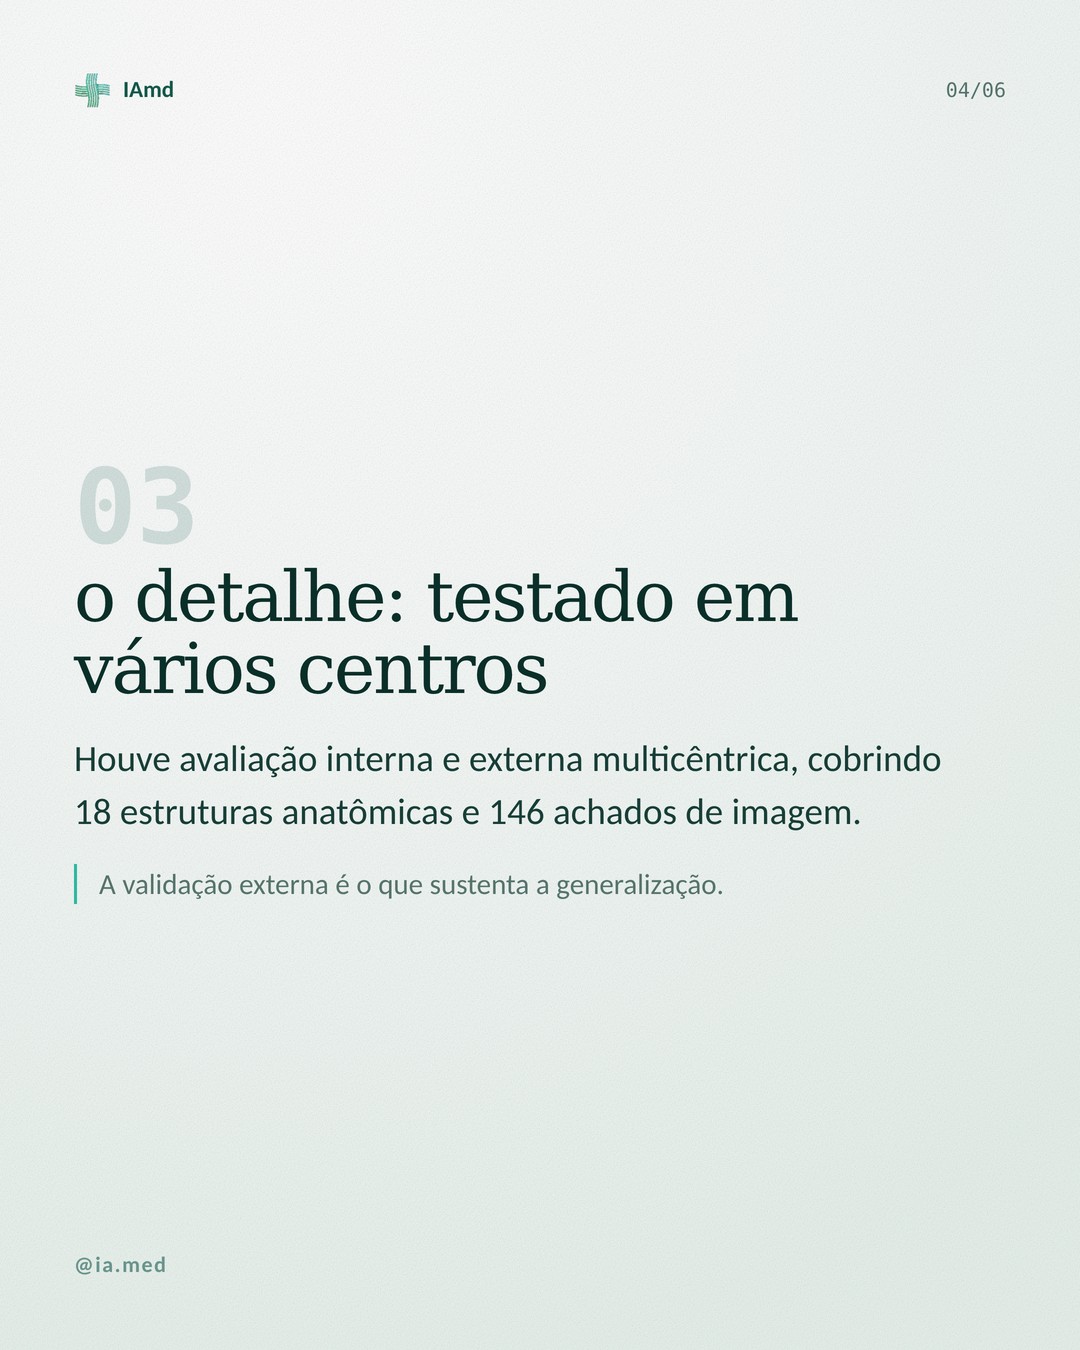 IAmd
04/06
03
o detalhe: testado em
vários centros
Houve avaliação interna e externa multicêntrica, cobrindo
18 estruturas anatômicas e 146 achados de imagem.
A validação externa é o que sustenta a generalização.
@ia.med